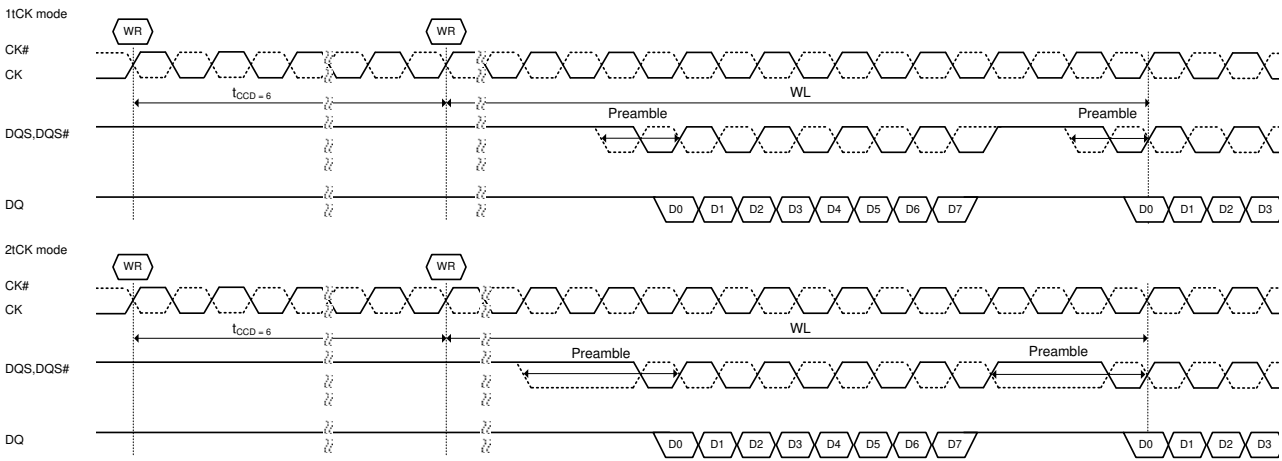 1tCK mode
WR WR
CK#
CK
tCCD = 6 WL
Preamble Preamble
DQS,DQS#
DQ D0 D1 D2 D3 D4 D5 D6 D7 D0 D1 D2 D3
2tCK mode
WR WR
CK#
CK
tCCD = 6 WL
Preamble Preamble
DQS,DQS#
DQ D0 D1 D2 D3 D4 D5 D6 D7 D0 D1 D2 D3